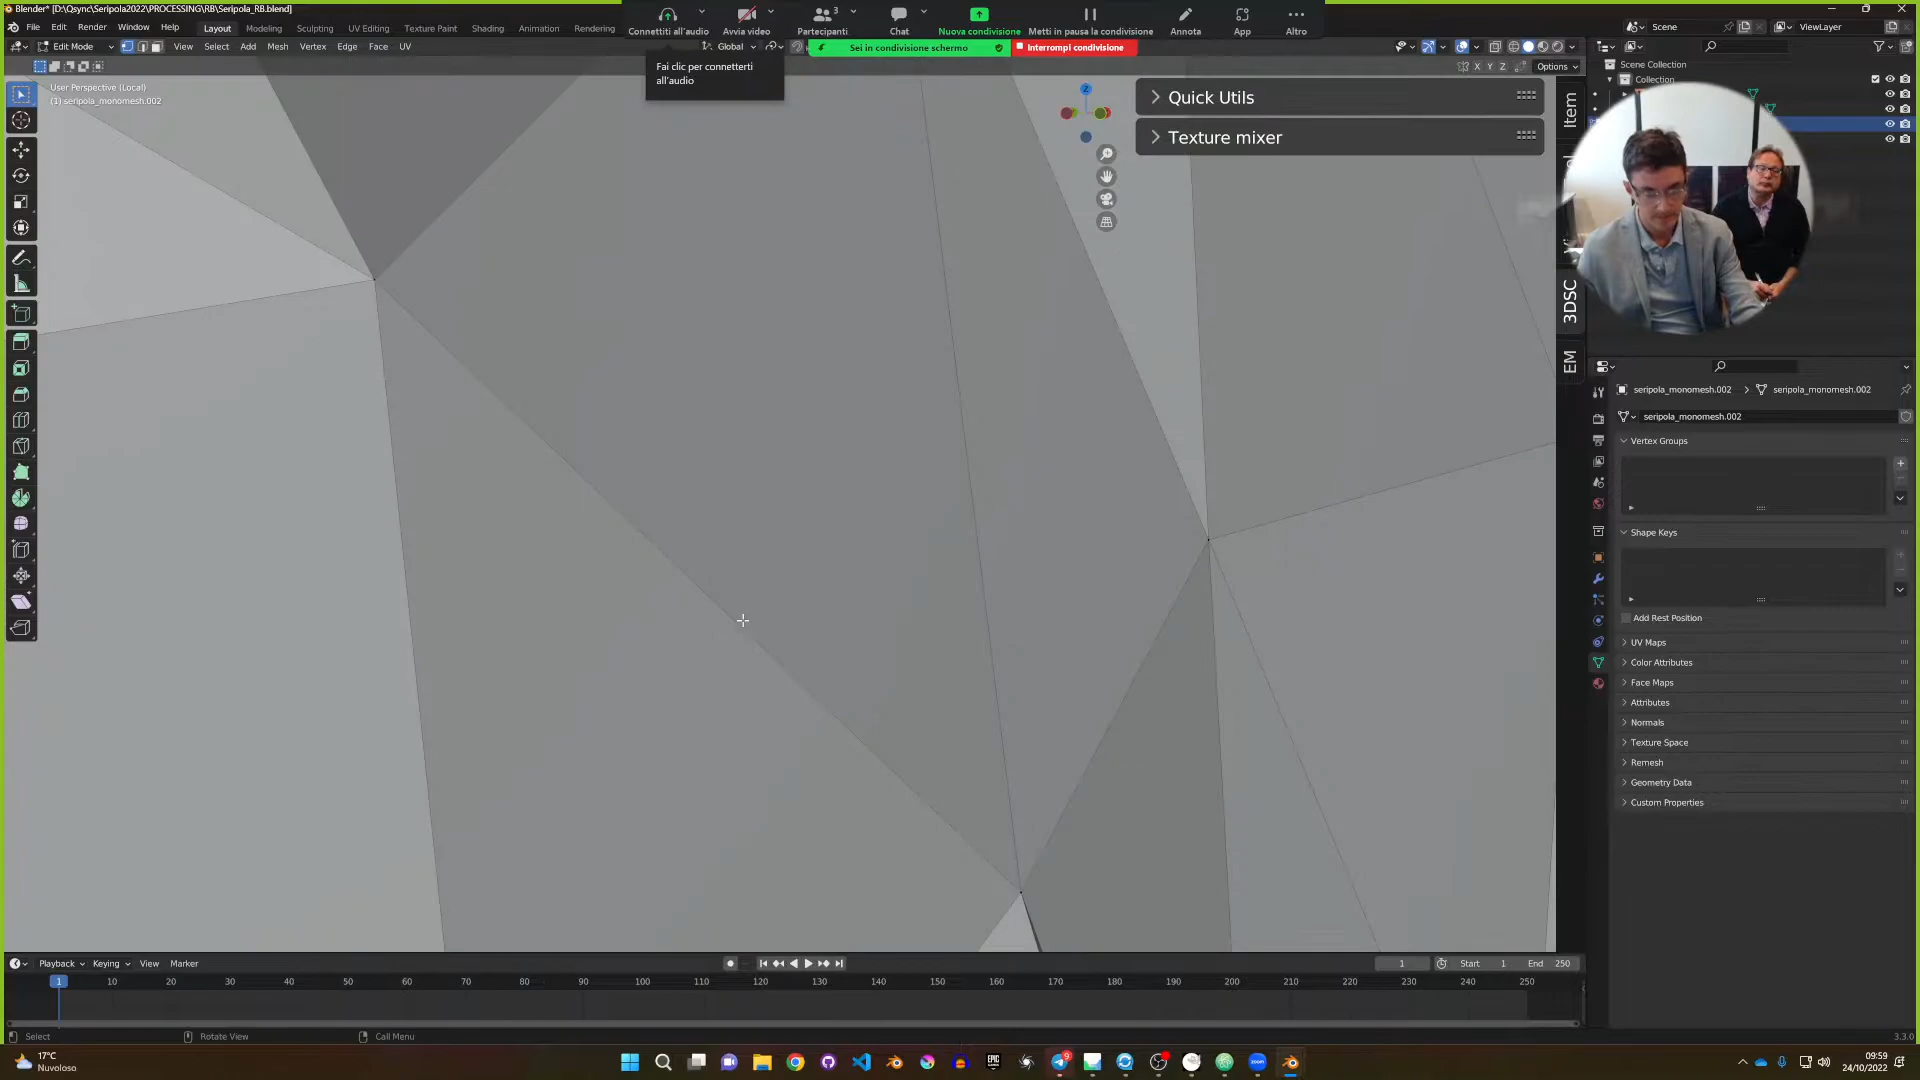 Blender* [D:\Qsync\Seripola2022\PROCESSING\RB\Seripola_RB.blend]
File Edit Render Window Help Layout Modeling Sculpting UV Editing Texture Paint Shading Animation Rendering
Connettiti all'audio Avvia video Partecipanti 3 Chat Nuova condivisione Metti in pausa la condivisione Annota App Altro
Scene ViewLayer
Edit Mode View Select Add Mesh Vertex Edge Face UV Global
Sei in condivisione schermo Interrompi condivisione
Fai clic per connetterti
all'audio
X Y Z Options
Scene Collection
Collection
User Perspective (Local)
(1) seripola_monomesh.002
Z
Quick Utils
Texture mixer
Item
3DSC
EM
seripola_monomesh.002 seripola_monomesh.002
seripola_monomesh.002
Vertex Groups
Shape Keys
Add Rest Position
UV Maps
Color Attributes
Face Maps
Attributes
Normals
Texture Space
Remesh
Geometry Data
Custom Properties
Playback Keying View Marker
1 Start 1 End 250
1 10 20 30 40 50 60 70 80 90 100 110 120 130 140 150 160 170 180 190 200 210 220 230 240 250
Select Rotate View Call Menu
3.3.0
17°C
Nuvoloso
EPIC
9
zoom
09:59
24/10/2022